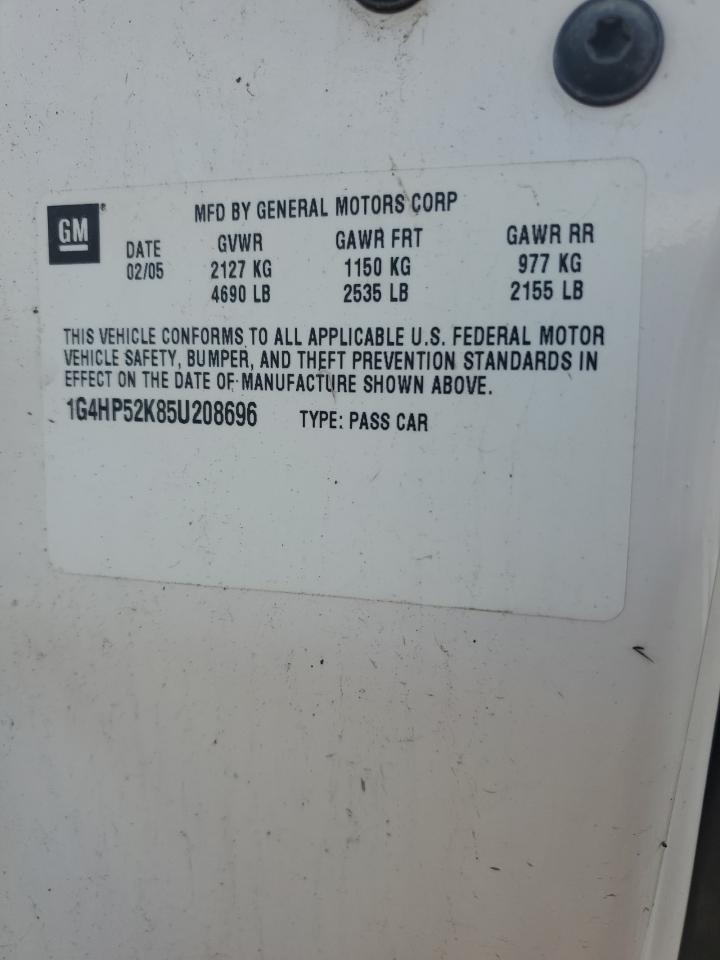 GM®
MFD BY GENERAL MOTORS CORP
DATE GVWR GAWR FRT GAWR RR
02/05 2127 KG 1150 KG 977 KG
4690 LB 2535 LB 2155 LB
THIS VEHICLE CONFORMS TO ALL APPLICABLE U.S. FEDERAL MOTOR
VEHICLE SAFETY, BUMPER, AND THEFT PREVENTION STANDARDS IN
EFFECT ON THE DATE OF MANUFACTURE SHOWN ABOVE.
1G4HP52K85U208696 TYPE: PASS CAR